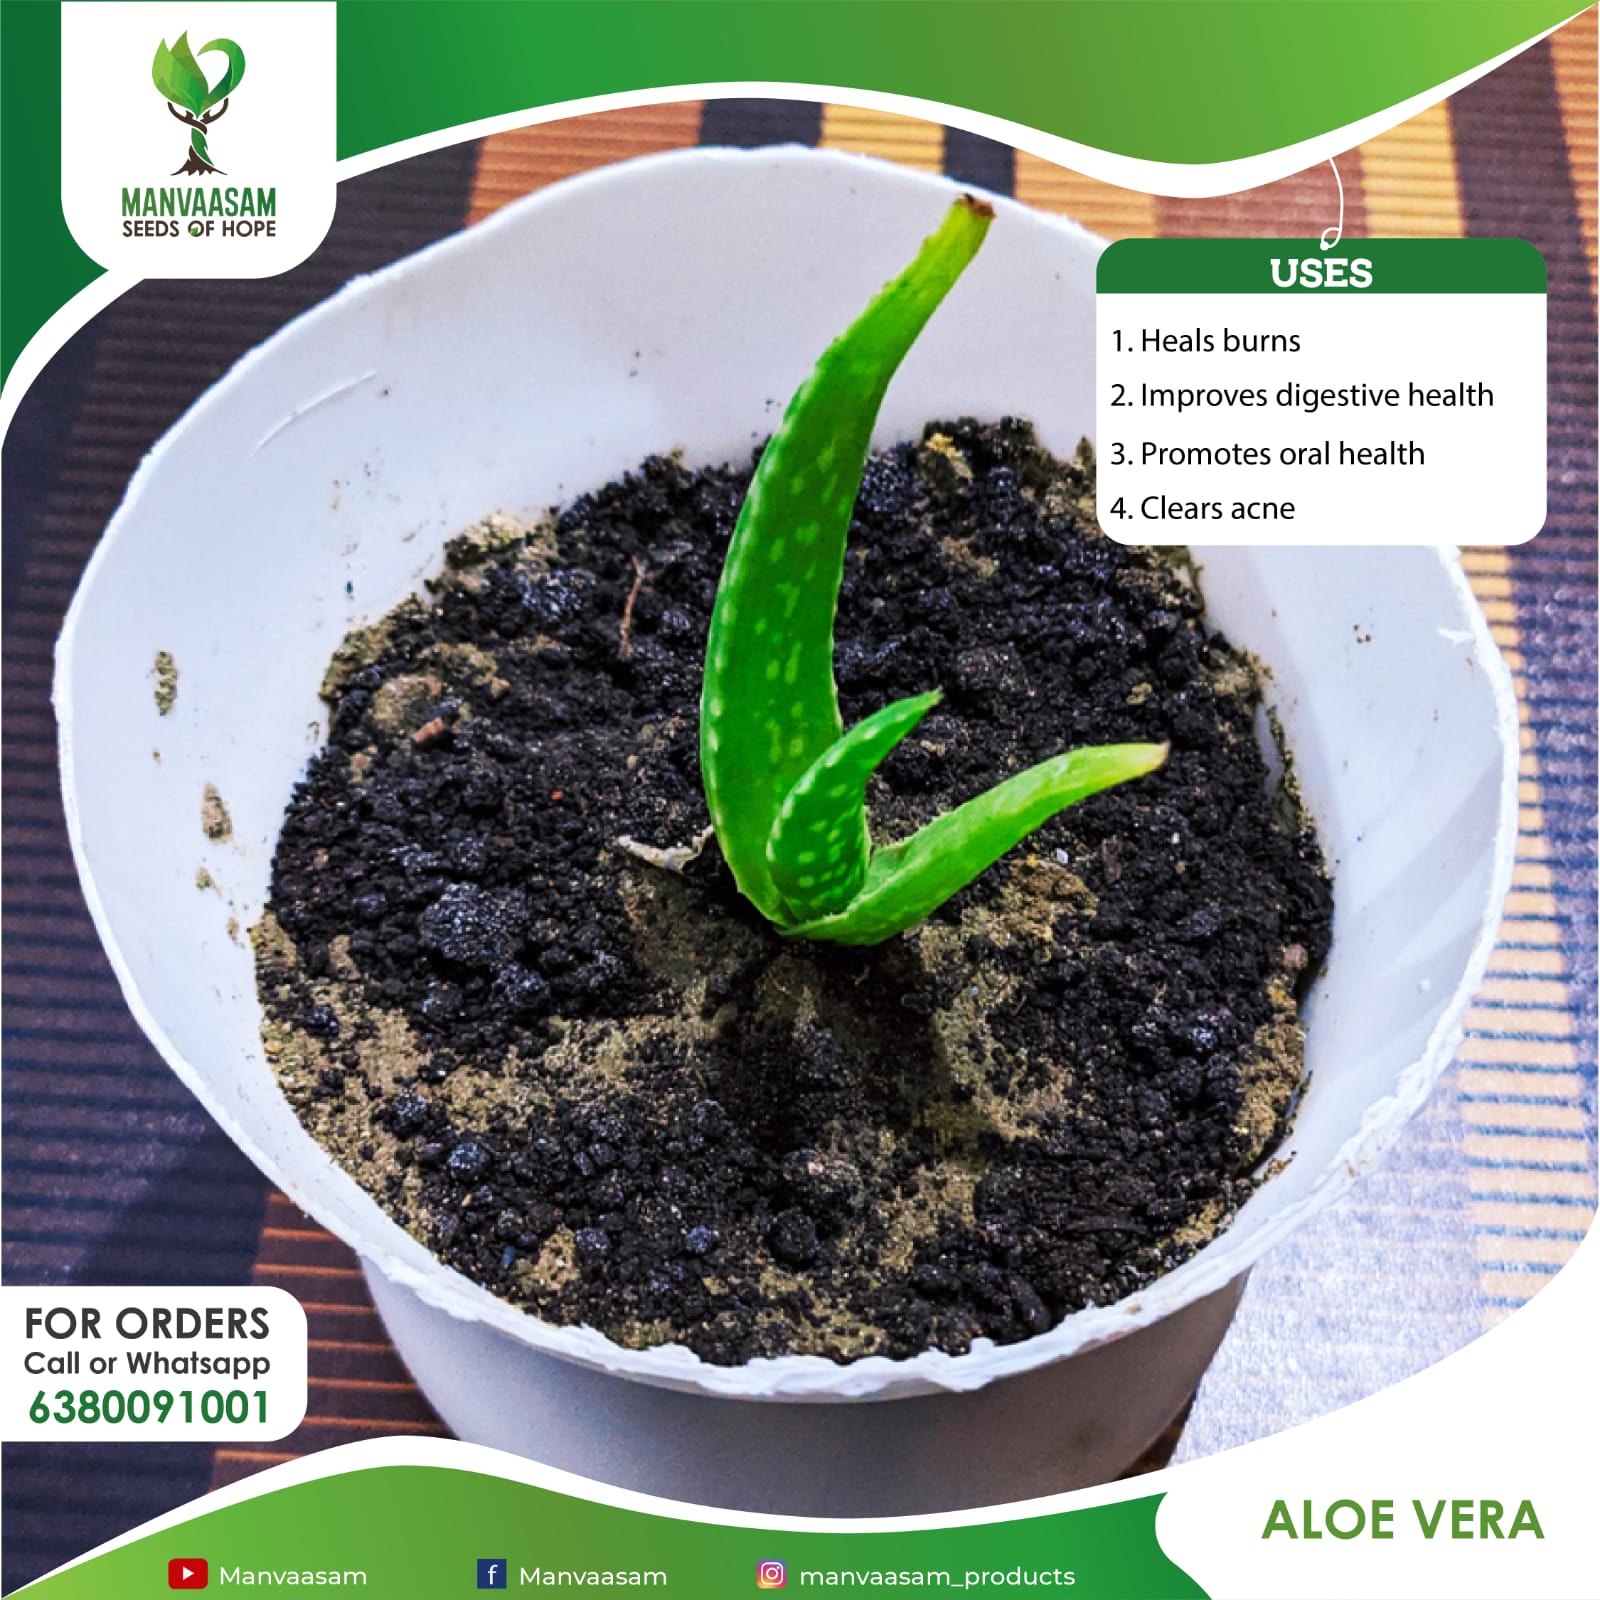 MANVAASAM
SEEDS OF HOPE
USES
1. Heals burns
2. Improves digestive health
3. Promotes oral health
4. Clears acne
FOR ORDERS
Call or Whatsapp
6380091001
ALOE VERA
Manvaasam
Manvaasam
manvaasam_products